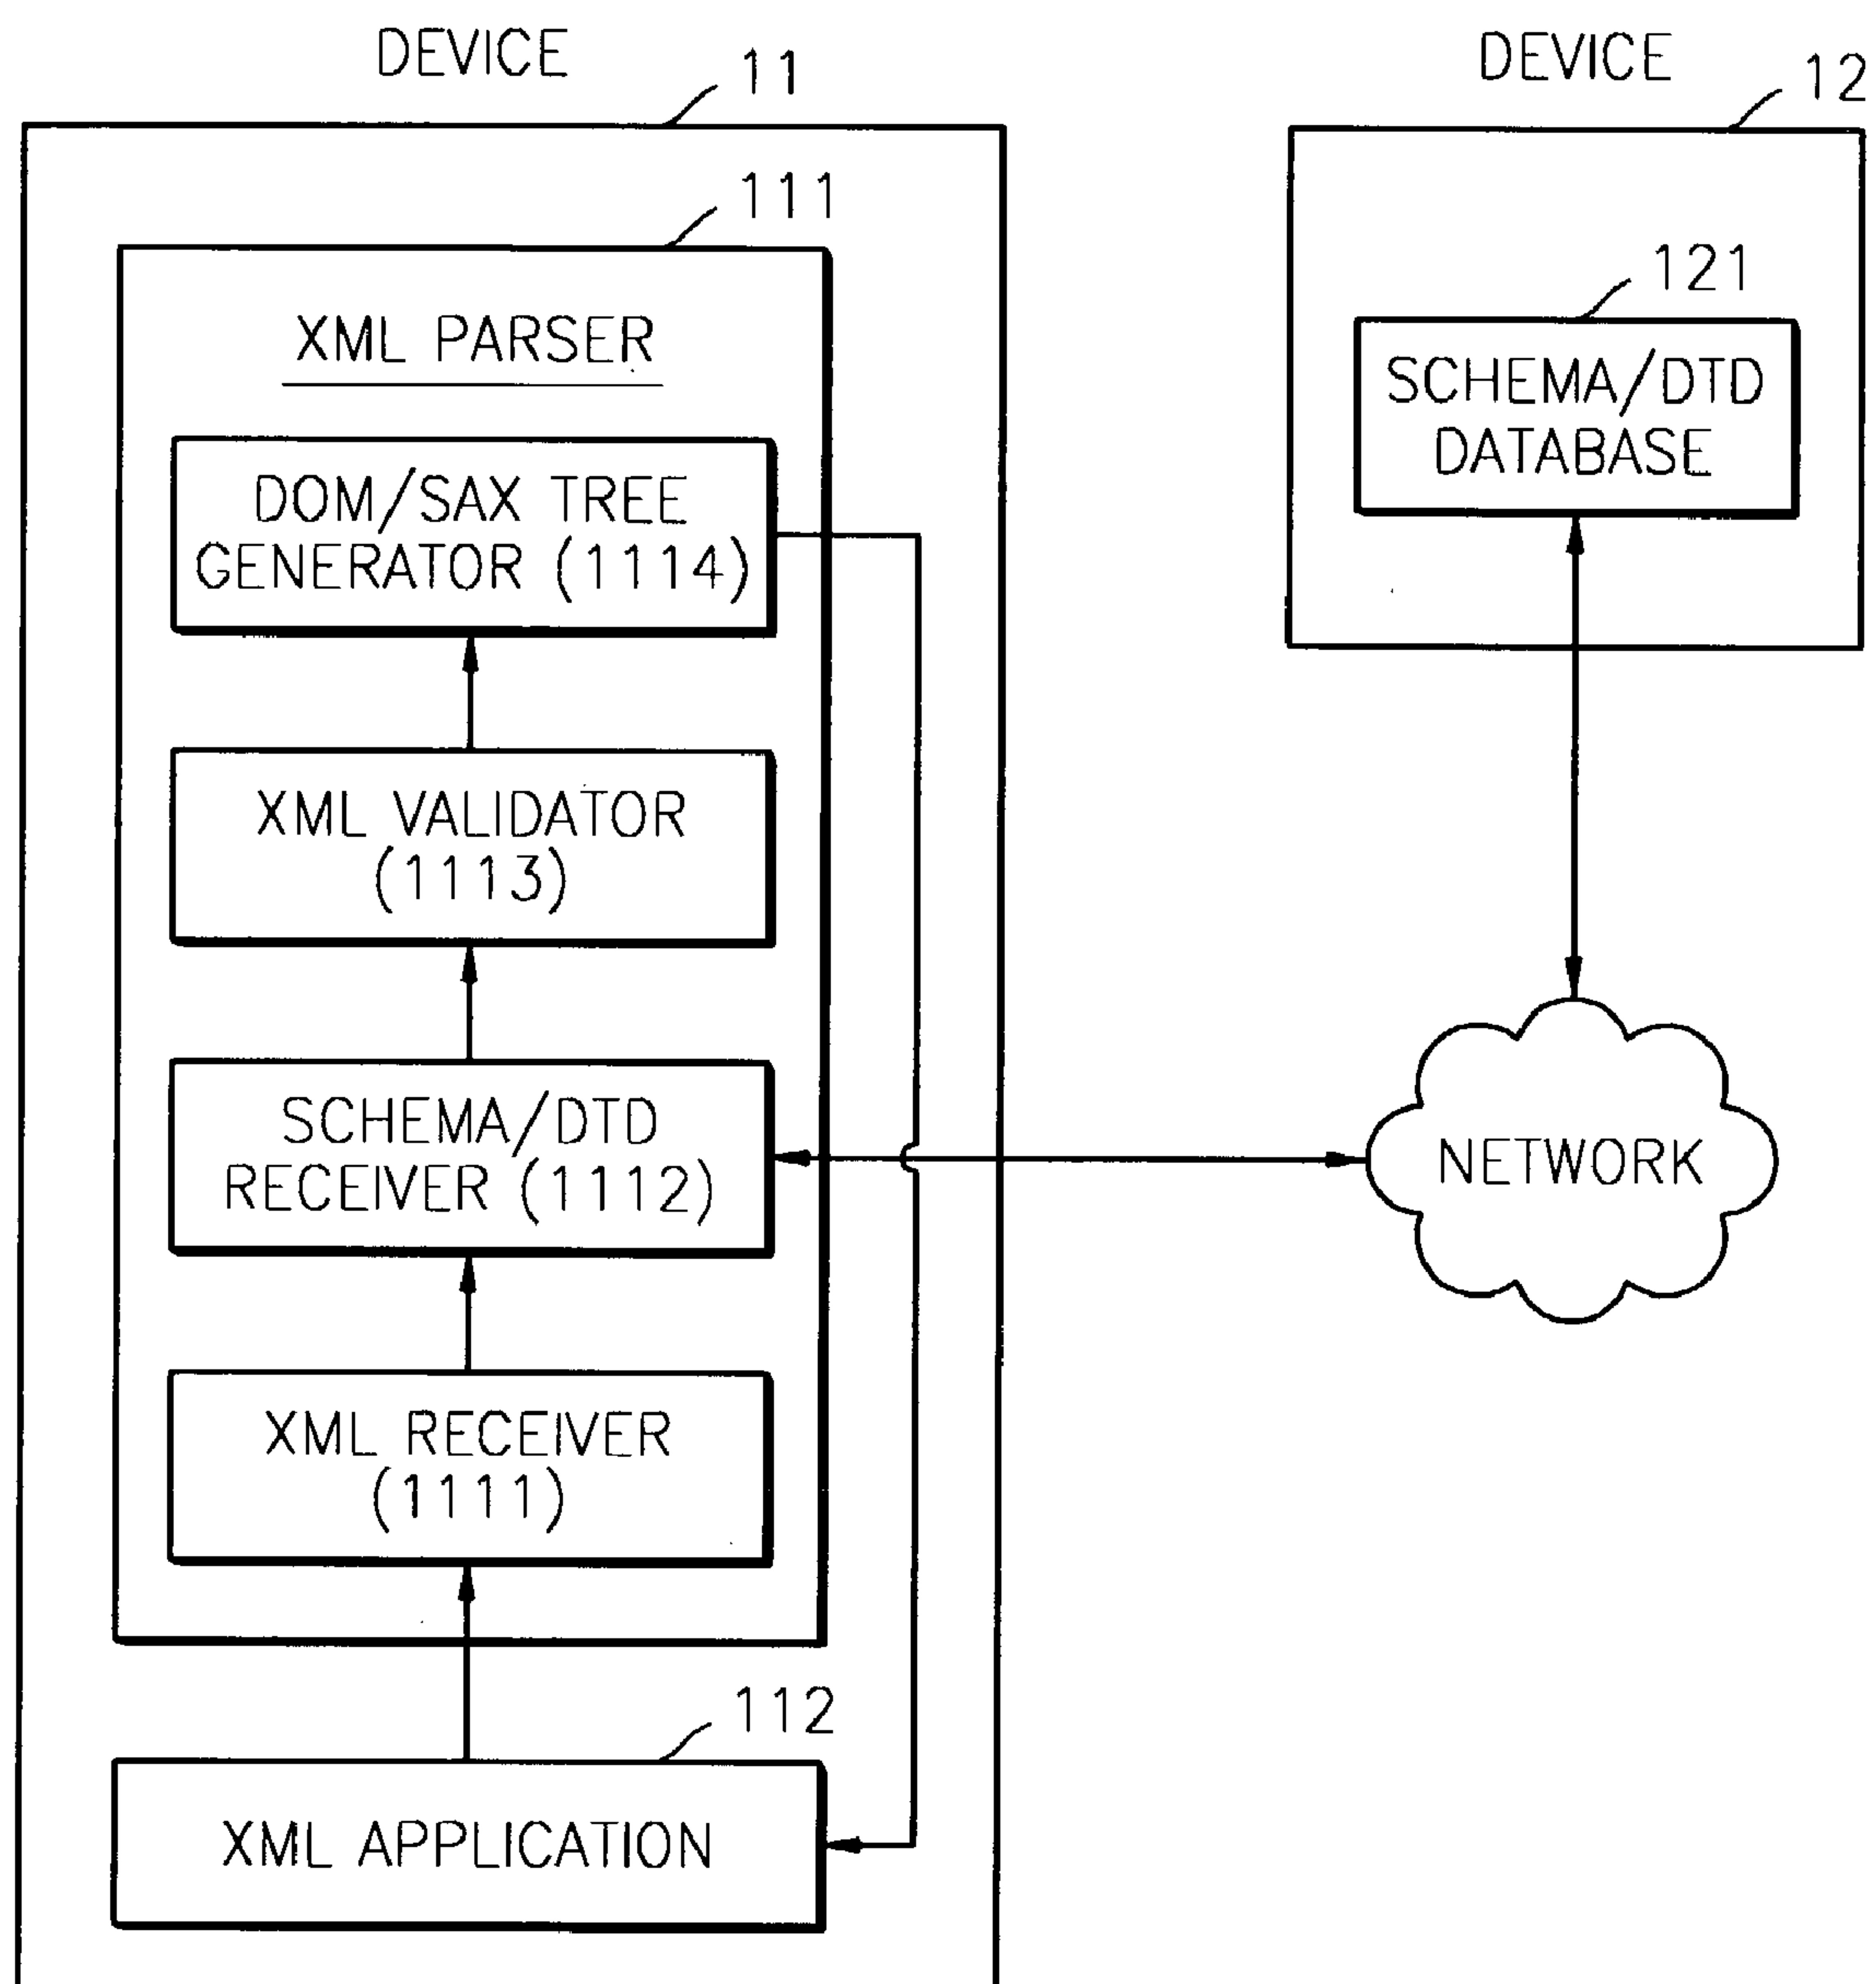 DEVICE
11
111
XML PARSER
DOM/SAX TREE
GENERATOR (1114)
XML VALIDATOR
(1113)
SCHEMA/DTD
RECEIVER (1112)
XML RECEIVER
(1111)
112
XML APPLICATION
DEVICE
12
121
SCHEMA/DTD
DATABASE
NETWORK